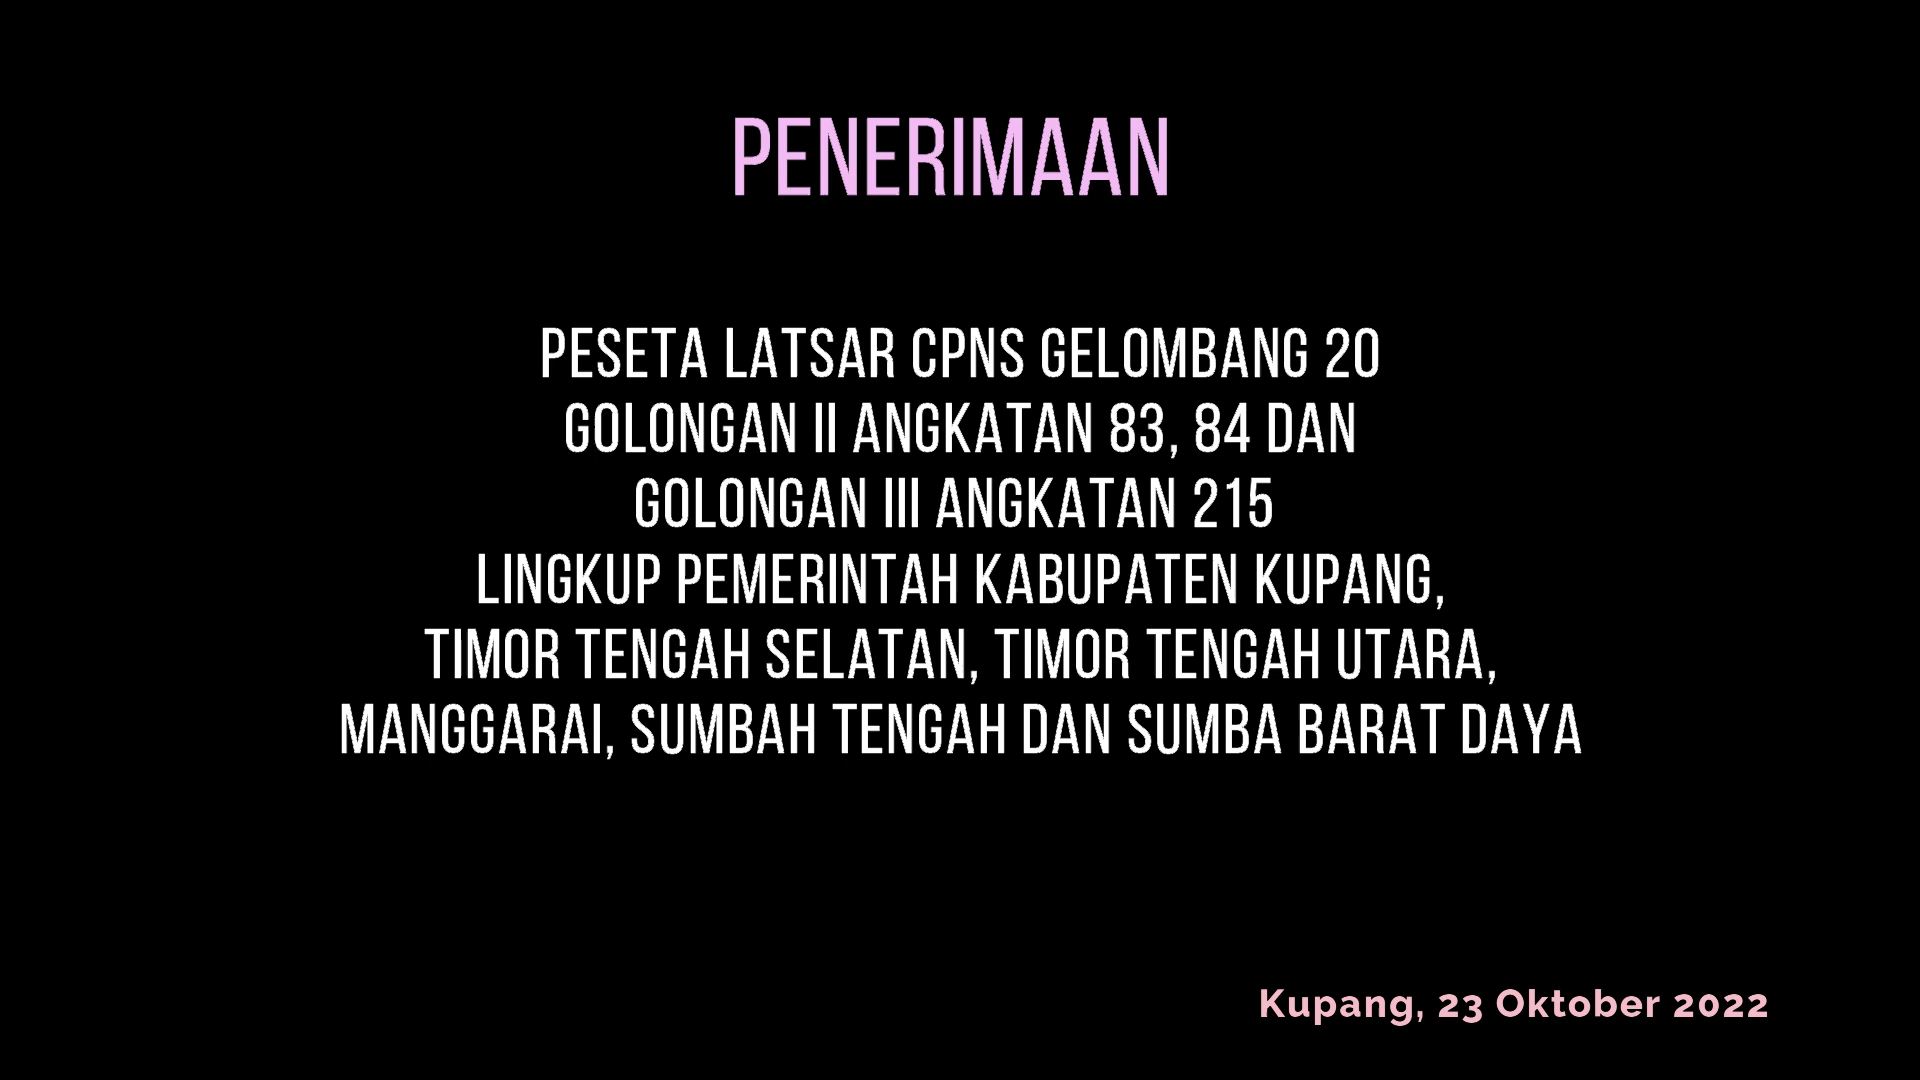 PENERIMAAN
PESETA LATSAR CPNS GELOMBANG 20
GOLONGAN II ANGKATAN 83, 84 DAN
GOLONGAN III ANGKATAN 215
LINGKUP PEMERINTAH KABUPATEN KUPANG,
TIMOR TENGAH SELATAN, TIMOR TENGAH UTARA,
MANGGARAI, SUMBAH TENGAH DAN SUMBA BARAT DAYA
Kupang, 23 Oktober 2022